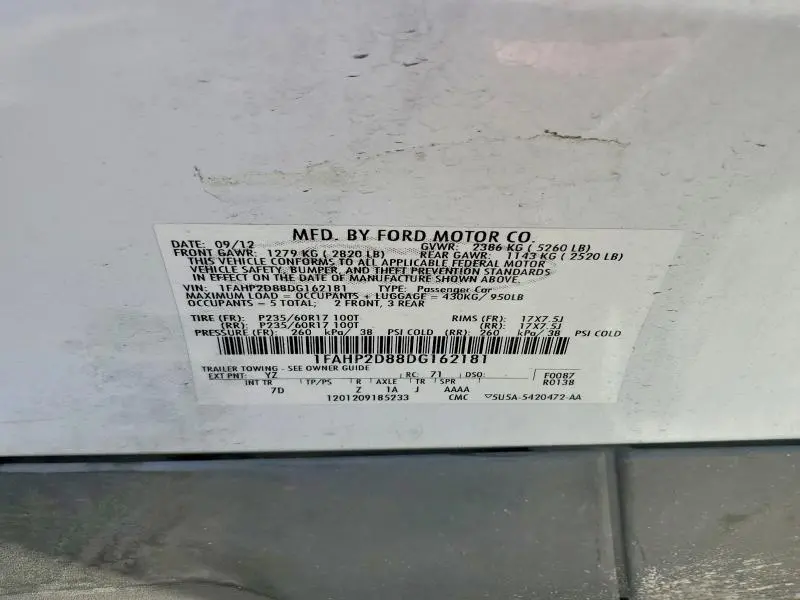 MFD. BY FORD MOTOR CO.
DATE: 09/12 GVWR: 2386 KG ( 5260 LB)
FRONT GAWR: 1279 KG ( 2820 LB) REAR GAWR: 1143 KG ( 2520 LB)
THIS VEHICLE CONFORMS TO ALL APPLICABLE FEDERAL MOTOR
VEHICLE SAFETY, BUMPER, AND THEFT PREVENTION STANDARDS
IN EFFECT ON THE DATE OF MANUFACTURE SHOWN ABOVE.
VIN: 1FAHP2D88DG162181 TYPE: Passenger Car
MAXIMUM LOAD = OCCUPANTS + LUGGAGE = 430KG/ 950LB
OCCUPANTS - 5 TOTAL; 2 FRONT, 3 REAR
TIRE (FR): P235/60R17 100T RIMS (FR): 17X7.5J
(RR): P235/60R17 100T (RR): 17X7.5J
PRESSURE (FR): 260 kPa/ 38 PSI COLD (RR): 260 kPa/ 38 PSI COLD
1FAHP2D88DG162181
TRAILER TOWING - SEE OWNER GUIDE
EXT PNT: YZ RC: 71 DSO: F0087
INT TR TP/PS R AXLE TR SPR R0138
7D Z 1A J AAAA
1201209185233 CMC ▽5U5A-5420472-AA